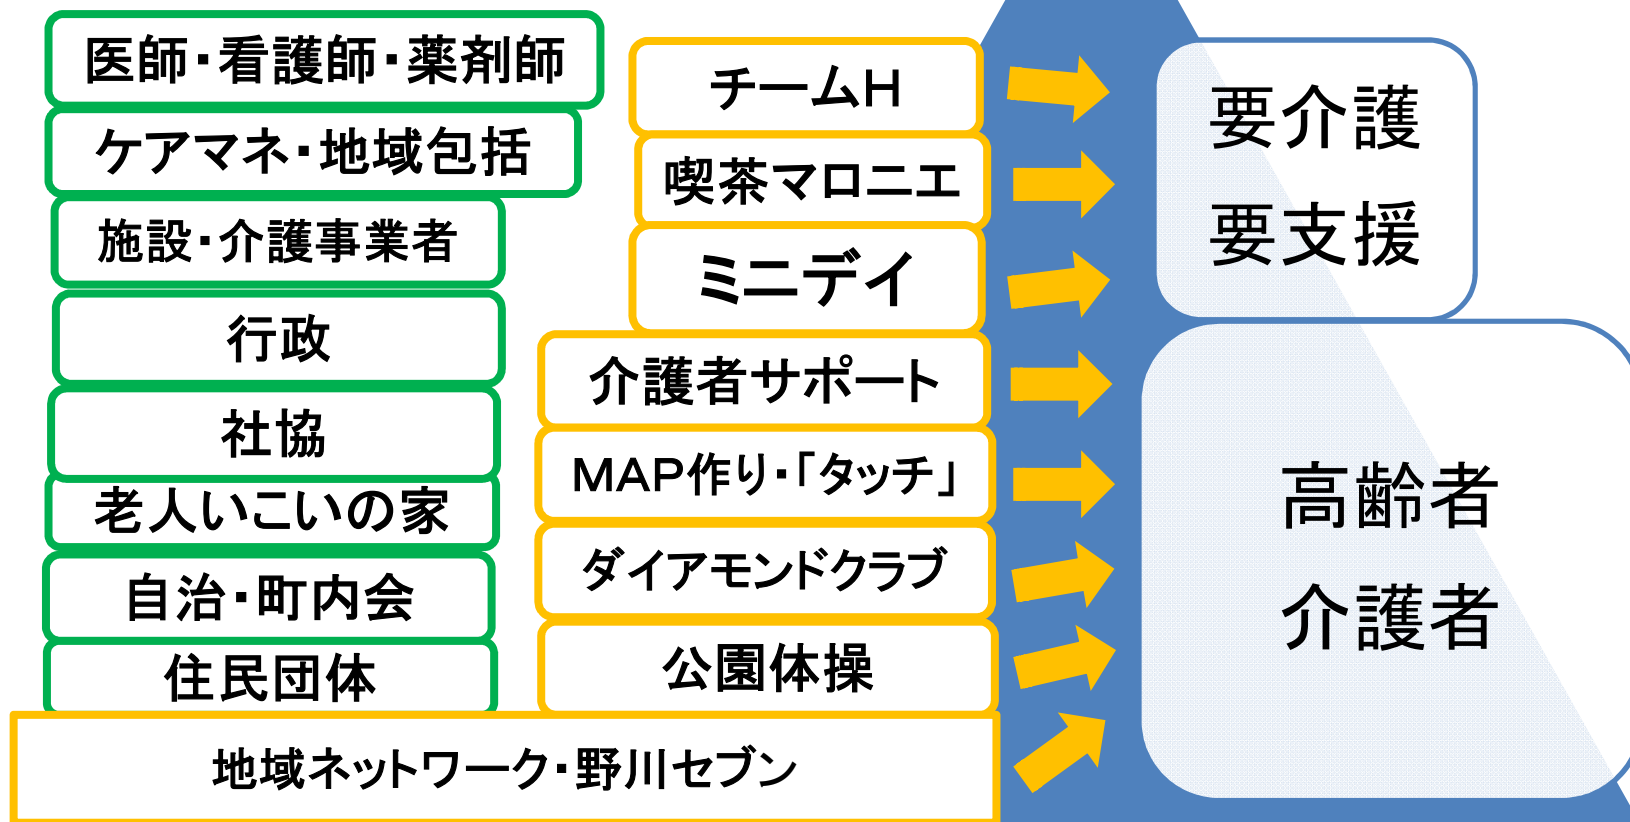 医師・看護師・薬剤師
ケアマネ・地域包括
施設・介護事業者
行政
社協
老人いこいの家
自治・町内会
住民団体
チームH
喫茶マロニエ
ミニデイ
介護者サポート
MAP作り・「タッチ」
ダイアモンドクラブ
公園体操
地域ネットワーク・野川セブン
要介護
要支援
高齢者
介護者